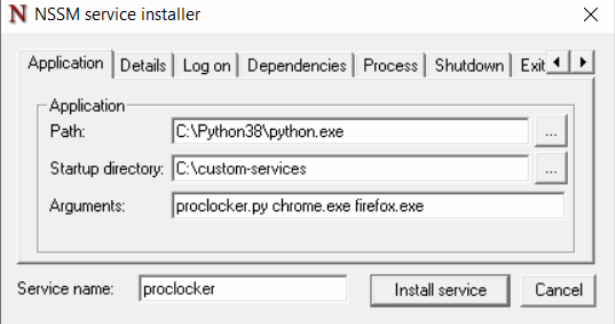 NSSM service installer
Application Details Log on Dependencies Process Shutdown Exit
Application
Path: C:\Python38\python.exe ...
Startup directory: C:\custom-services ...
Arguments: proclocker.py chrome.exe firefox.exe
Service name: proclocker Install service Cancel